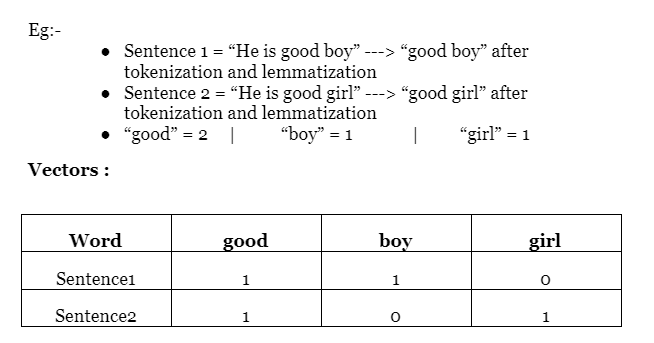 Eg:-
● Sentence 1 = “He is good boy” ---> “good boy” after
tokenization and lemmatization
● Sentence 2 = “He is good girl” ---> “good girl” after
tokenization and lemmatization
● “good” = 2 | “boy” = 1 | “girl” = 1
Vectors :
Word good boy girl
Sentence1 1 1 0
Sentence2 1 0 1